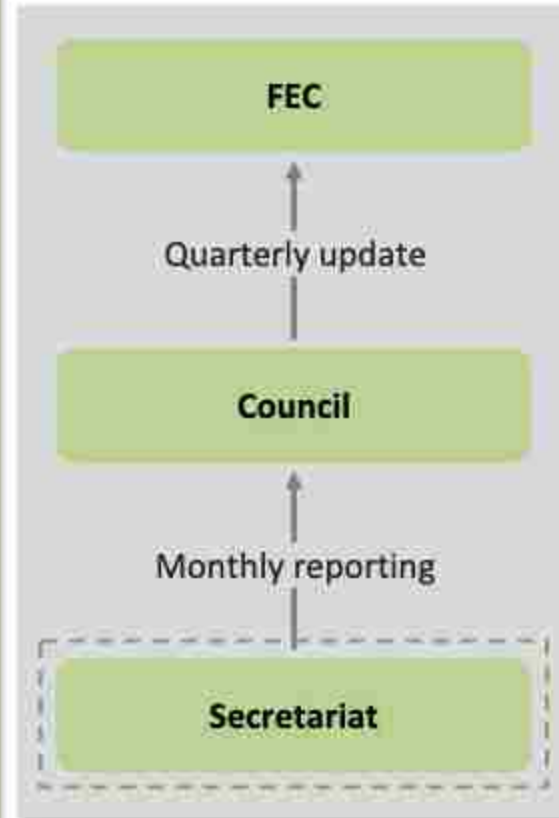 FEC
Quarterly update
Council
Monthly reporting
Secretariat